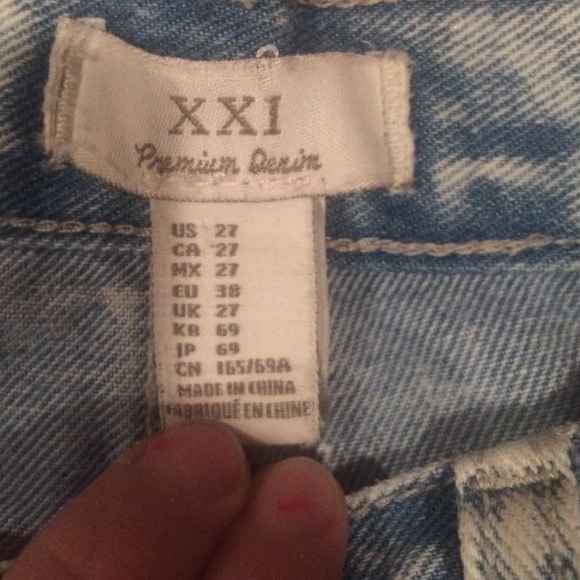 XXI
Premium Denim
US 27
CA 27
MX 27
EU 38
UK 27
KR 69
JP 69
CN 165/69A
MADE IN CHINA
FABRIQUÉ EN CHINE